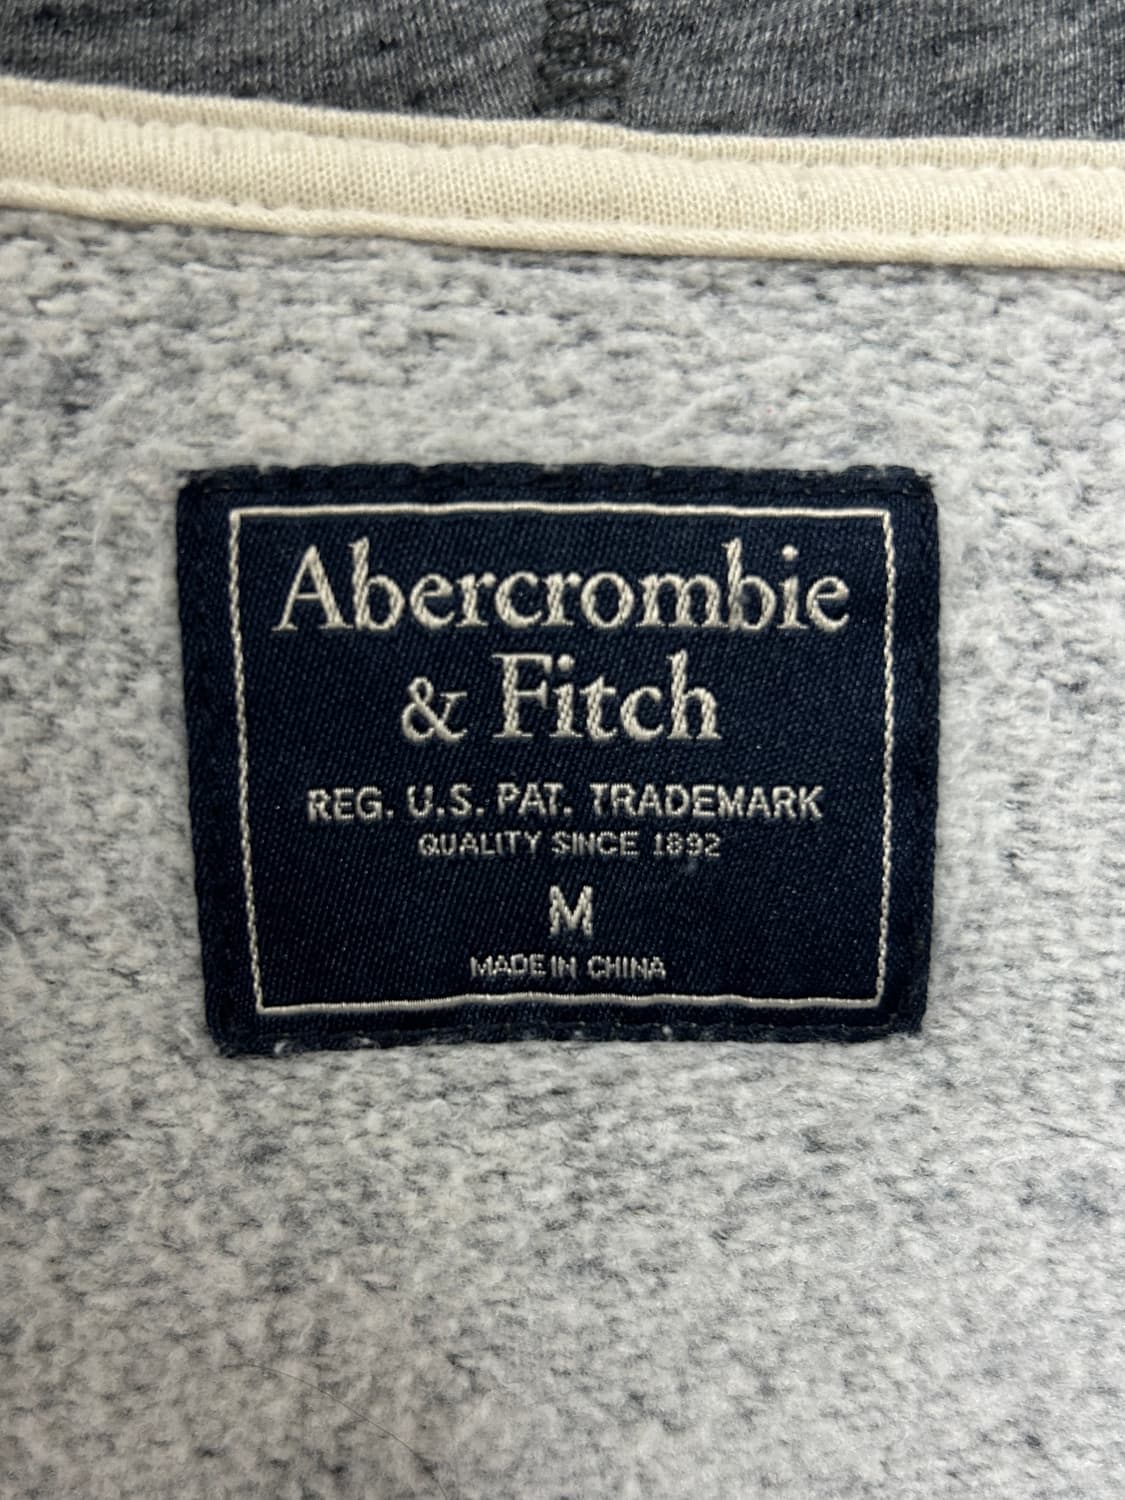 Abercrombie
& Fitch
REG. U.S. PAT. TRADEMARK
QUALITY SINCE 1892
M
MADE IN CHINA